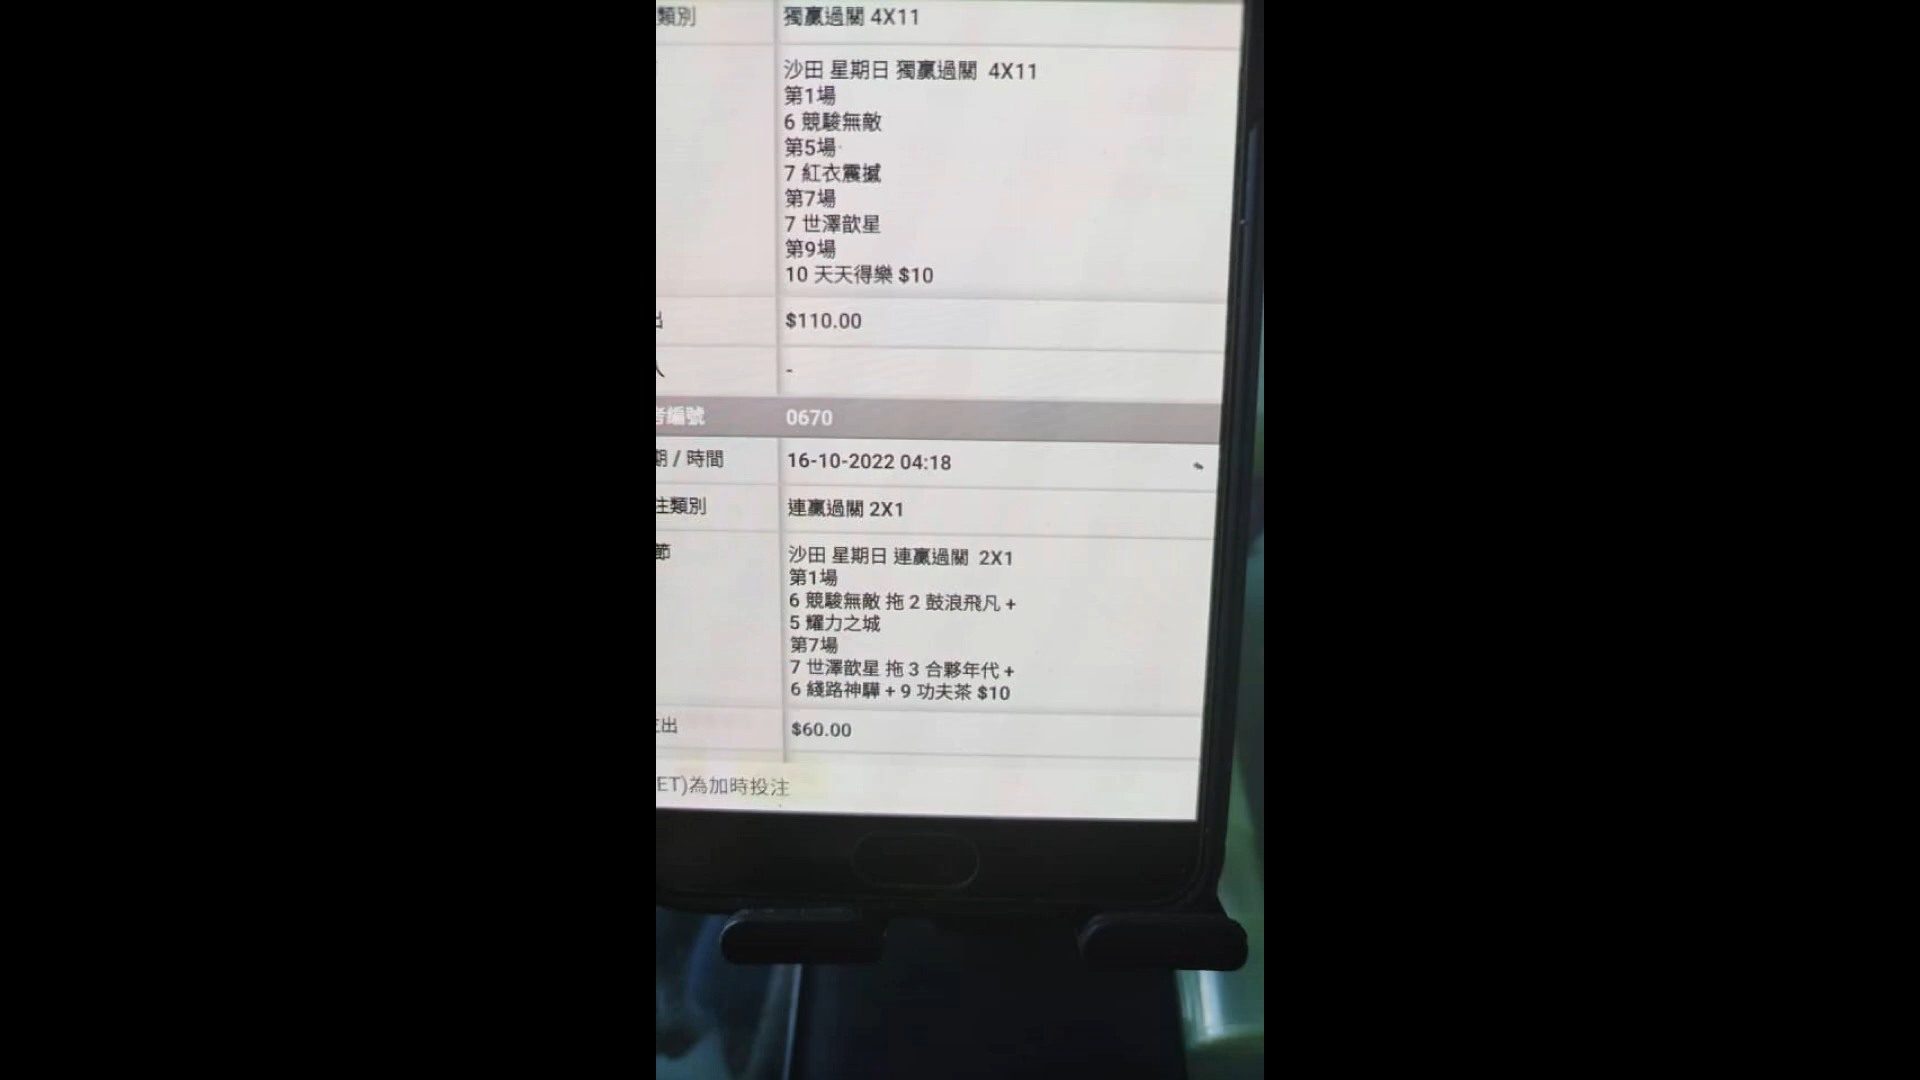 類別 獨贏過關 4X11
沙田 星期日 獨贏過關 4X11
第1場
6 競駿無敵
第5場
7 紅衣震撼
第7場
7 世澤歆星
第9場
10 天天得樂 $10
出 $110.00
-
編號 0670
期 / 時間 16-10-2022 04:18
注類別 連贏過關 2X1
節 沙田 星期日 連贏過關 2X1
第1場
6 競駿無敵 拖 2 鼓浪飛凡 +
5 耀力之城
第7場
7 世澤歆星 拖 3 合夥年代 +
6 綫路神驊 + 9 功夫茶 $10
支出 $60.00
ET)為加時投注